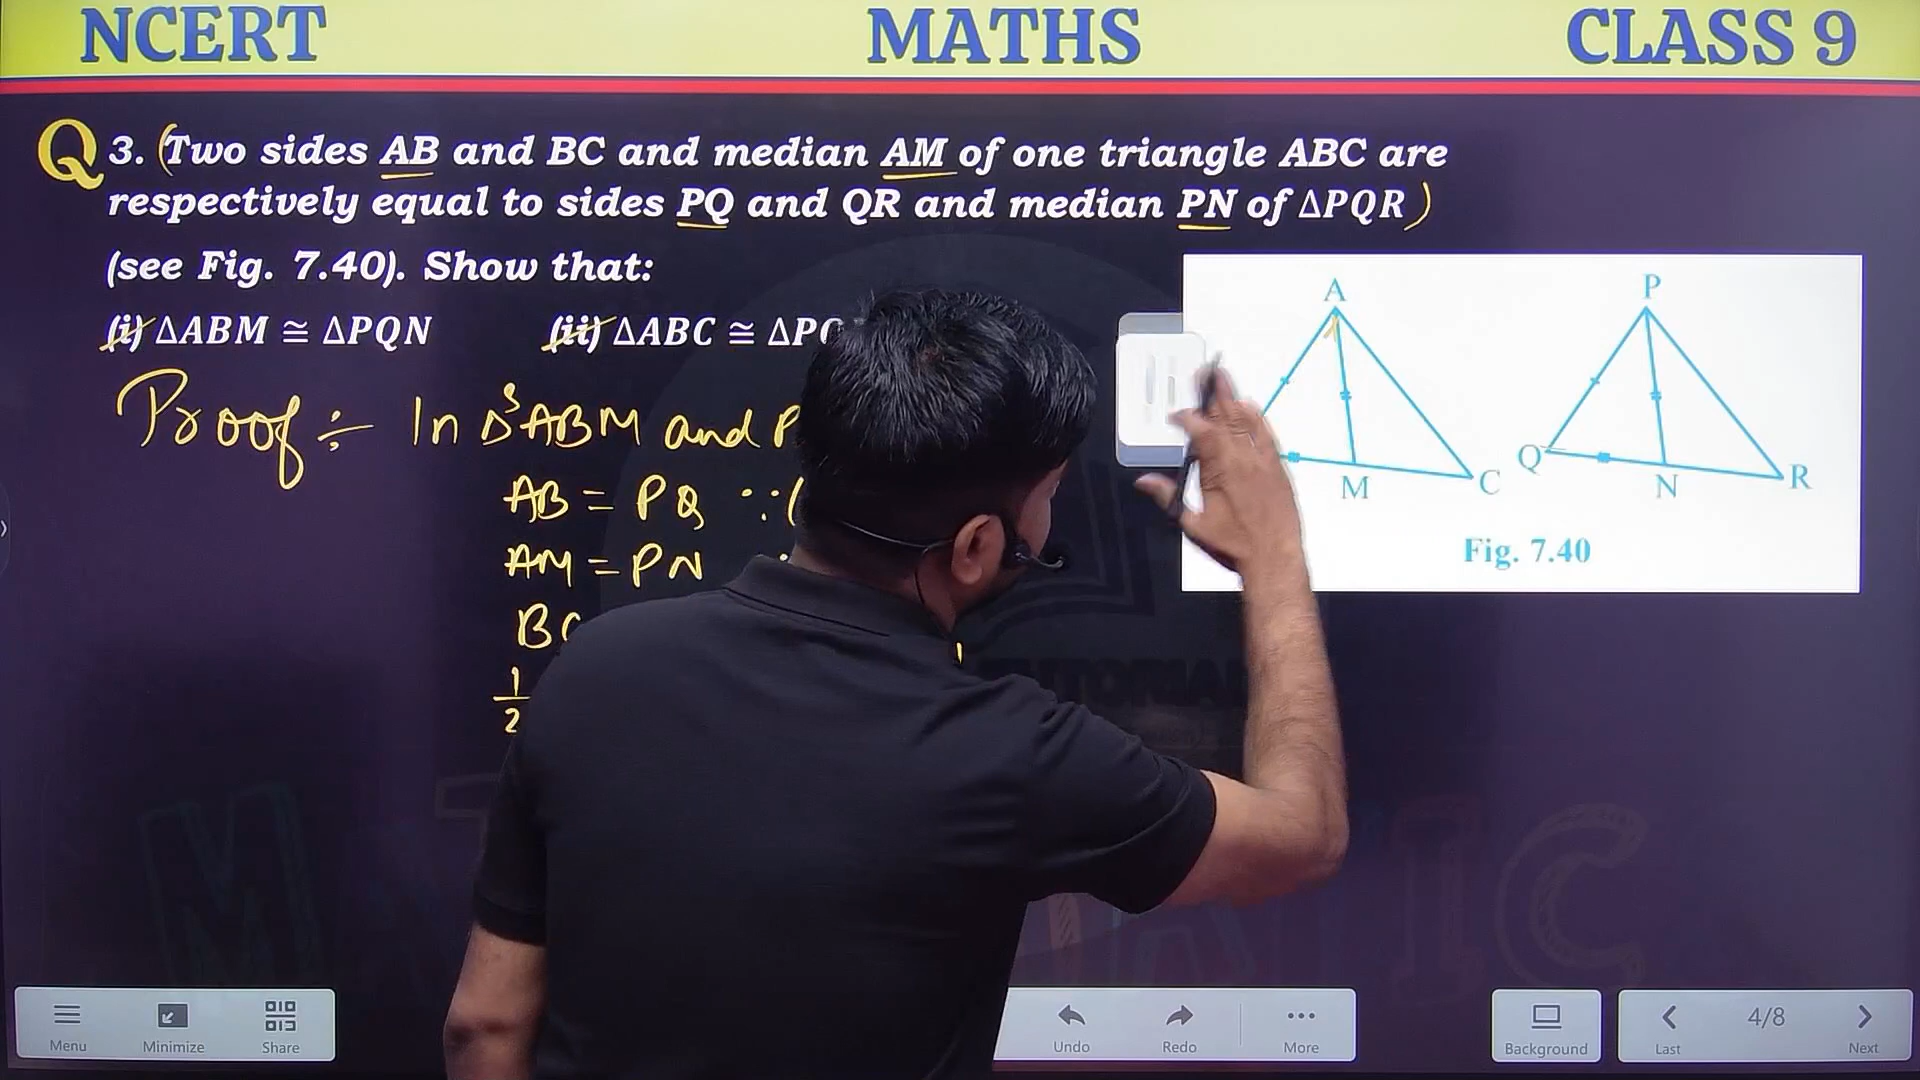 NCERT MATHS CLASS 9
Q 3. (Two sides AB and BC and median AM of one triangle ABC are
respectively equal to sides PQ and QR and median PN of ΔPQR)
(see Fig. 7.40). Show that:
(i) ΔABM ≅ ΔPQN (ii) ΔABC ≅ ΔPQ
Proof ÷ In Δˢ ABM and P
AB = PQ ∵ (
AM = PN
BC
1/2
A
M
C
P
Q
N
R
Fig. 7.40
Menu Minimize Share Undo Redo More Background Last 4/8 Next